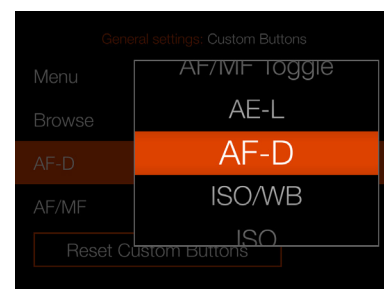 General settings: Custom Buttons
Menu
Browse
AF-D
AF/MF
AF/MF Toggle
AE-L
AF-D
ISO/WB
ISO
Reset Custom Buttons